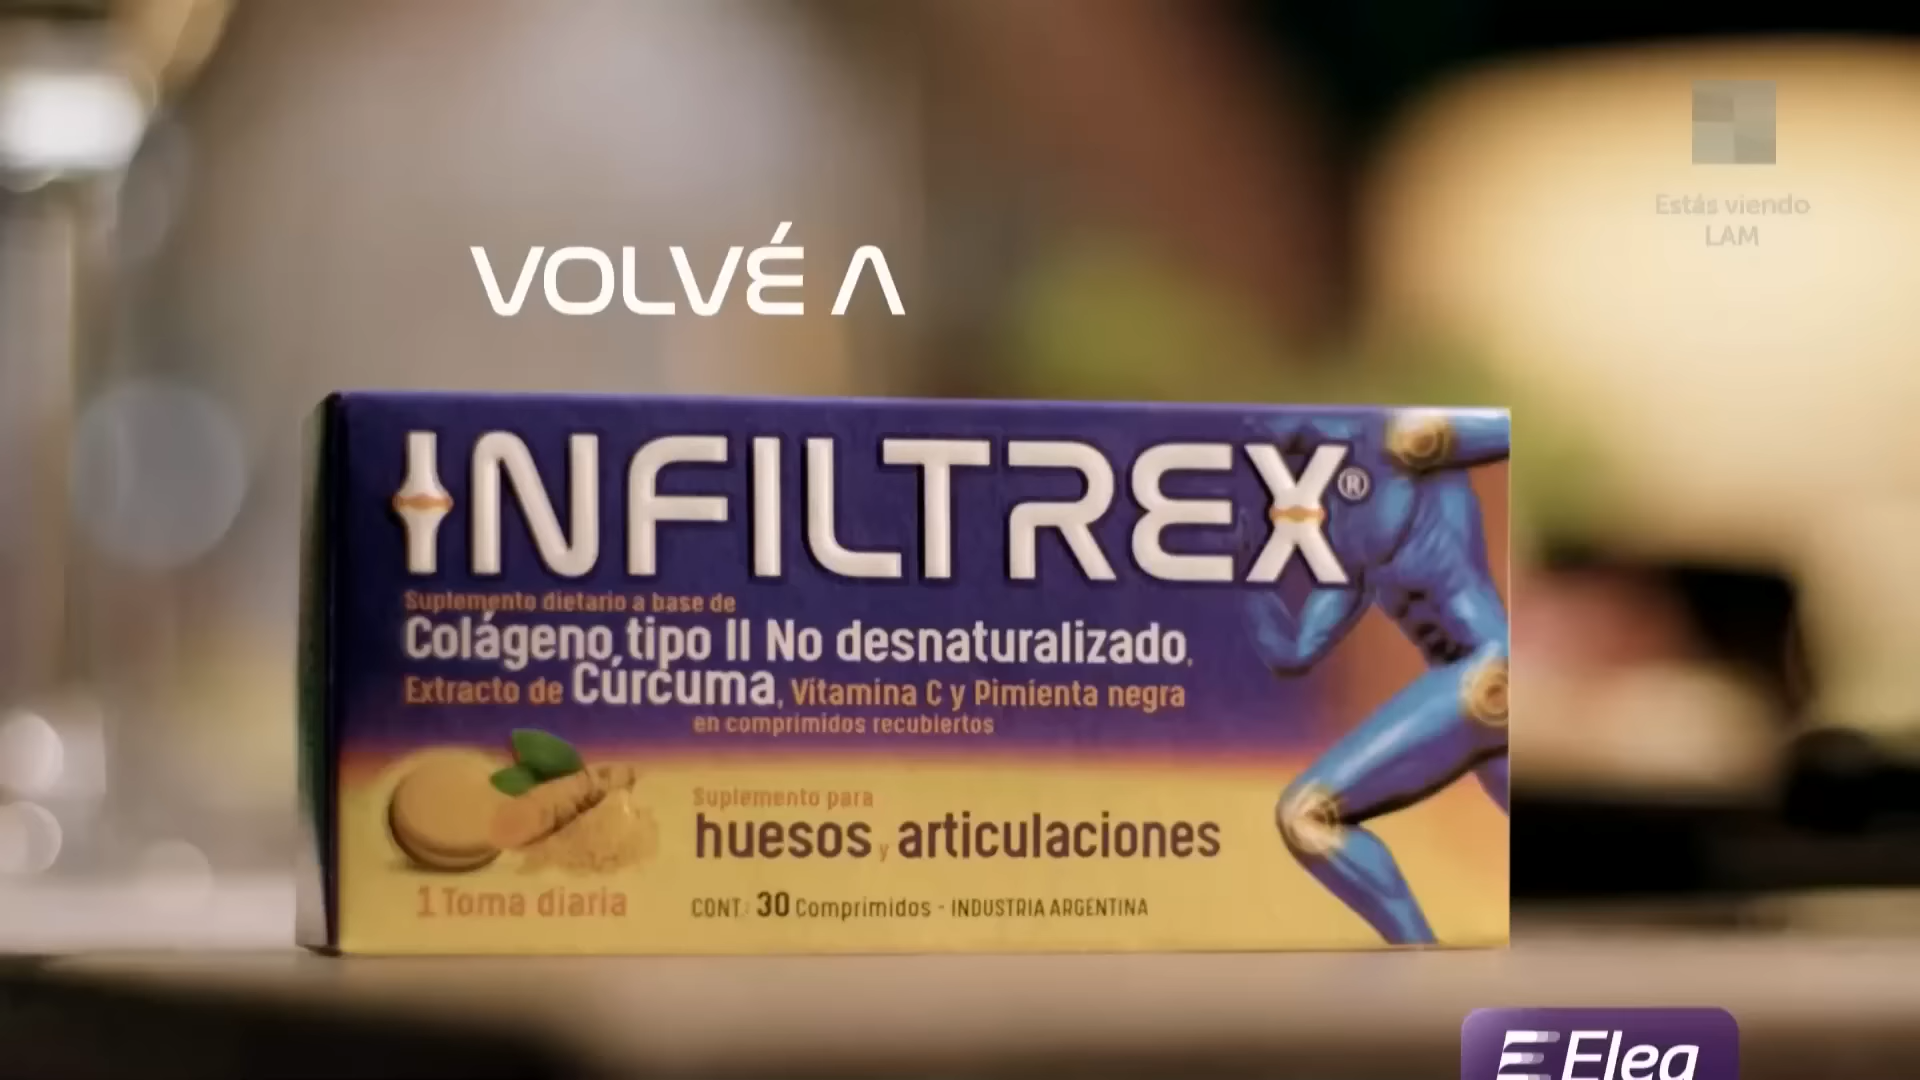 Estás viendo
LAM
VOLVÉ A
INFILTREX®
Suplemento dietario a base de
Colágeno tipo II No desnaturalizado,
Extracto de Cúrcuma, Vitamina C y Pimienta negra
en comprimidos recubiertos
Suplemento para
huesos y articulaciones
1 Toma diaria
CONT.: 30 Comprimidos - INDUSTRIA ARGENTINA
Elea